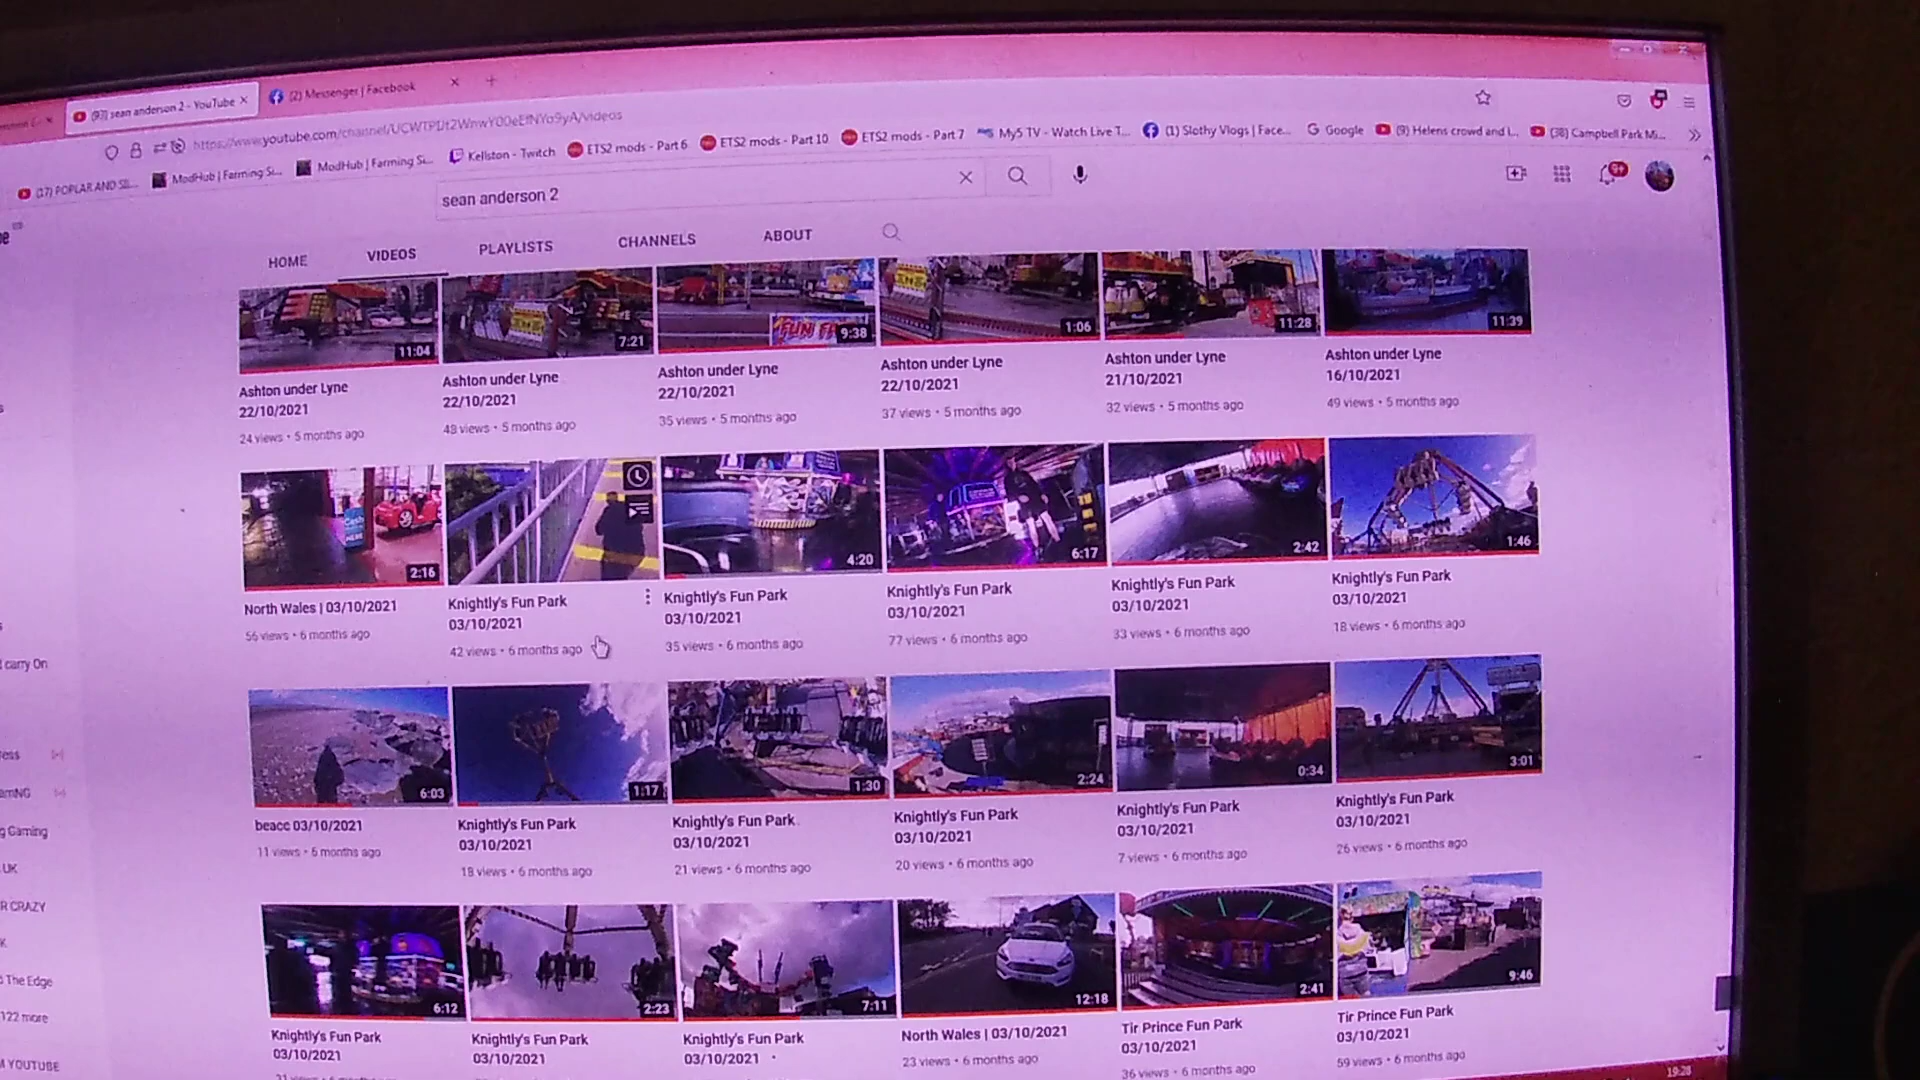 (93) sean anderson 2 - YouTube
(2) Messenger | Facebook
https://www.youtube.com/channel/UCWTPDt2WnwY00eEfNYo9yA/videos
(17) POPLAR AND
ModHub | Farming Si...
ModHub | Farming Si...
Kellston - Twitch
ETS2 mods - Part 6
ETS2 mods - Part 10
ETS2 mods - Part 7
My5 TV - Watch Live T...
(1) Slothy Vlogs | Face...
Google
(9) Helens crowd and
(38) Campbell Park Mi...
sean anderson 2
9+
HOME
VIDEOS
PLAYLISTS
CHANNELS
ABOUT
11:04
7:21
FUN FA
9:38
1:06
11:28
11:39
Ashton under Lyne
22/10/2021
24 views • 5 months ago
Ashton under Lyne
22/10/2021
48 views • 5 months ago
Ashton under Lyne
22/10/2021
35 views • 5 months ago
Ashton under Lyne
22/10/2021
37 views • 5 months ago
Ashton under Lyne
21/10/2021
32 views • 5 months ago
Ashton under Lyne
16/10/2021
49 views • 5 months ago
Cash
HERE
2:16
4:20
6:17
2:42
1:46
North Wales | 03/10/2021
56 views • 6 months ago
Knightly's Fun Park
03/10/2021
42 views • 6 months ago
Knightly's Fun Park
03/10/2021
35 views • 6 months ago
Knightly's Fun Park
03/10/2021
77 views • 6 months ago
Knightly's Fun Park
03/10/2021
33 views • 6 months ago
Knightly's Fun Park
03/10/2021
18 views • 6 months ago
carry On
6:03
1:17
1:30
2:24
0:34
3:01
beacc 03/10/2021
11 views • 6 months ago
Knightly's Fun Park
03/10/2021
18 views • 6 months ago
Knightly's Fun Park
03/10/2021
21 views • 6 months ago
Knightly's Fun Park
03/10/2021
20 views • 6 months ago
Knightly's Fun Park
03/10/2021
7 views • 6 months ago
Knightly's Fun Park
03/10/2021
26 views • 6 months ago
ess
amNG
g Gaming
UK
R CRAZY
K
The Edge
122 more
YOUTUBE
6:12
2:23
7:11
12:18
2:41
9:46
Knightly's Fun Park
03/10/2021
Knightly's Fun Park
03/10/2021
Knightly's Fun Park
03/10/2021
North Wales | 03/10/2021
23 views • 6 months ago
Tir Prince Fun Park
03/10/2021
36 views • 6 months ago
Tir Prince Fun Park
03/10/2021
59 views • 6 months ago
19:28